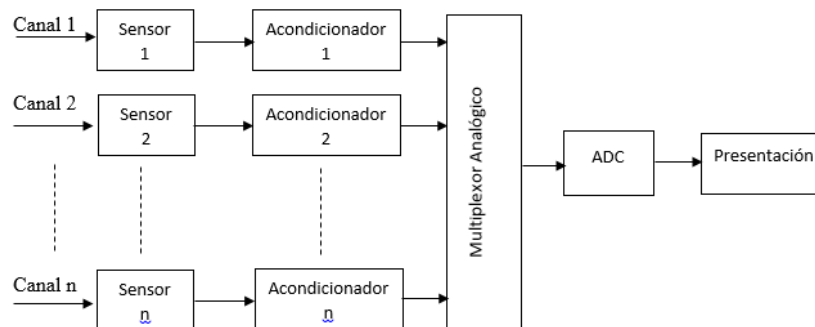 Canal 1
Sensor
1
Acondicionador
1
Canal 2
Sensor
2
Acondicionador
2
Multiplexor Analógico
ADC
Presentación
Canal n
Sensor
n
Acondicionador
n